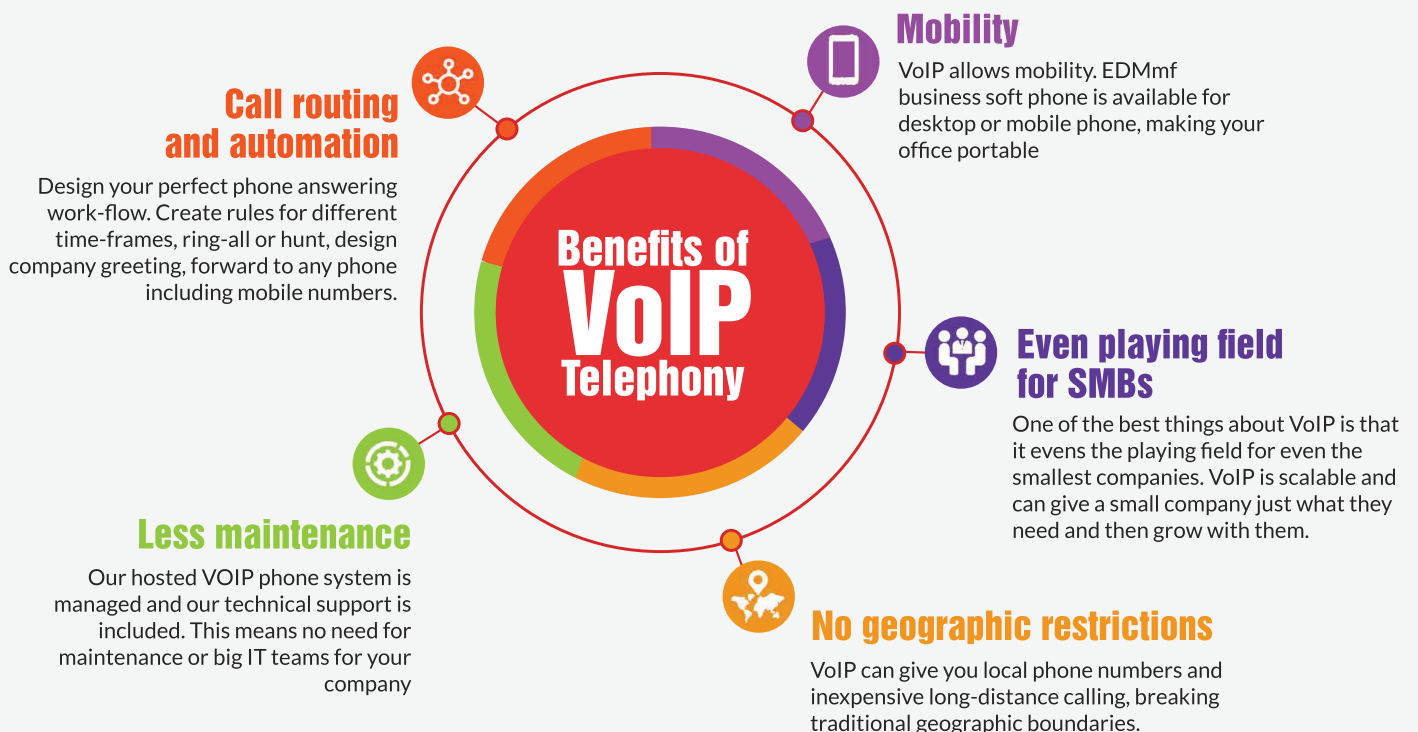 Benefits of
VoIP
Telephony
Mobility
VoIP allows mobility. EDMmf
business soft phone is available for
desktop or mobile phone, making your
office portable
Even playing field
for SMBs
One of the best things about VoIP is that
it evens the playing field for even the
smallest companies. VoIP is scalable and
can give a small company just what they
need and then grow with them.
No geographic restrictions
VoIP can give you local phone numbers and
inexpensive long-distance calling, breaking
traditional geographic boundaries.
Less maintenance
Our hosted VOIP phone system is
managed and our technical support is
included. This means no need for
maintenance or big IT teams for your
company
Call routing
and automation
Design your perfect phone answering
work-flow. Create rules for different
time-frames, ring-all or hunt, design
company greeting, forward to any phone
including mobile numbers.